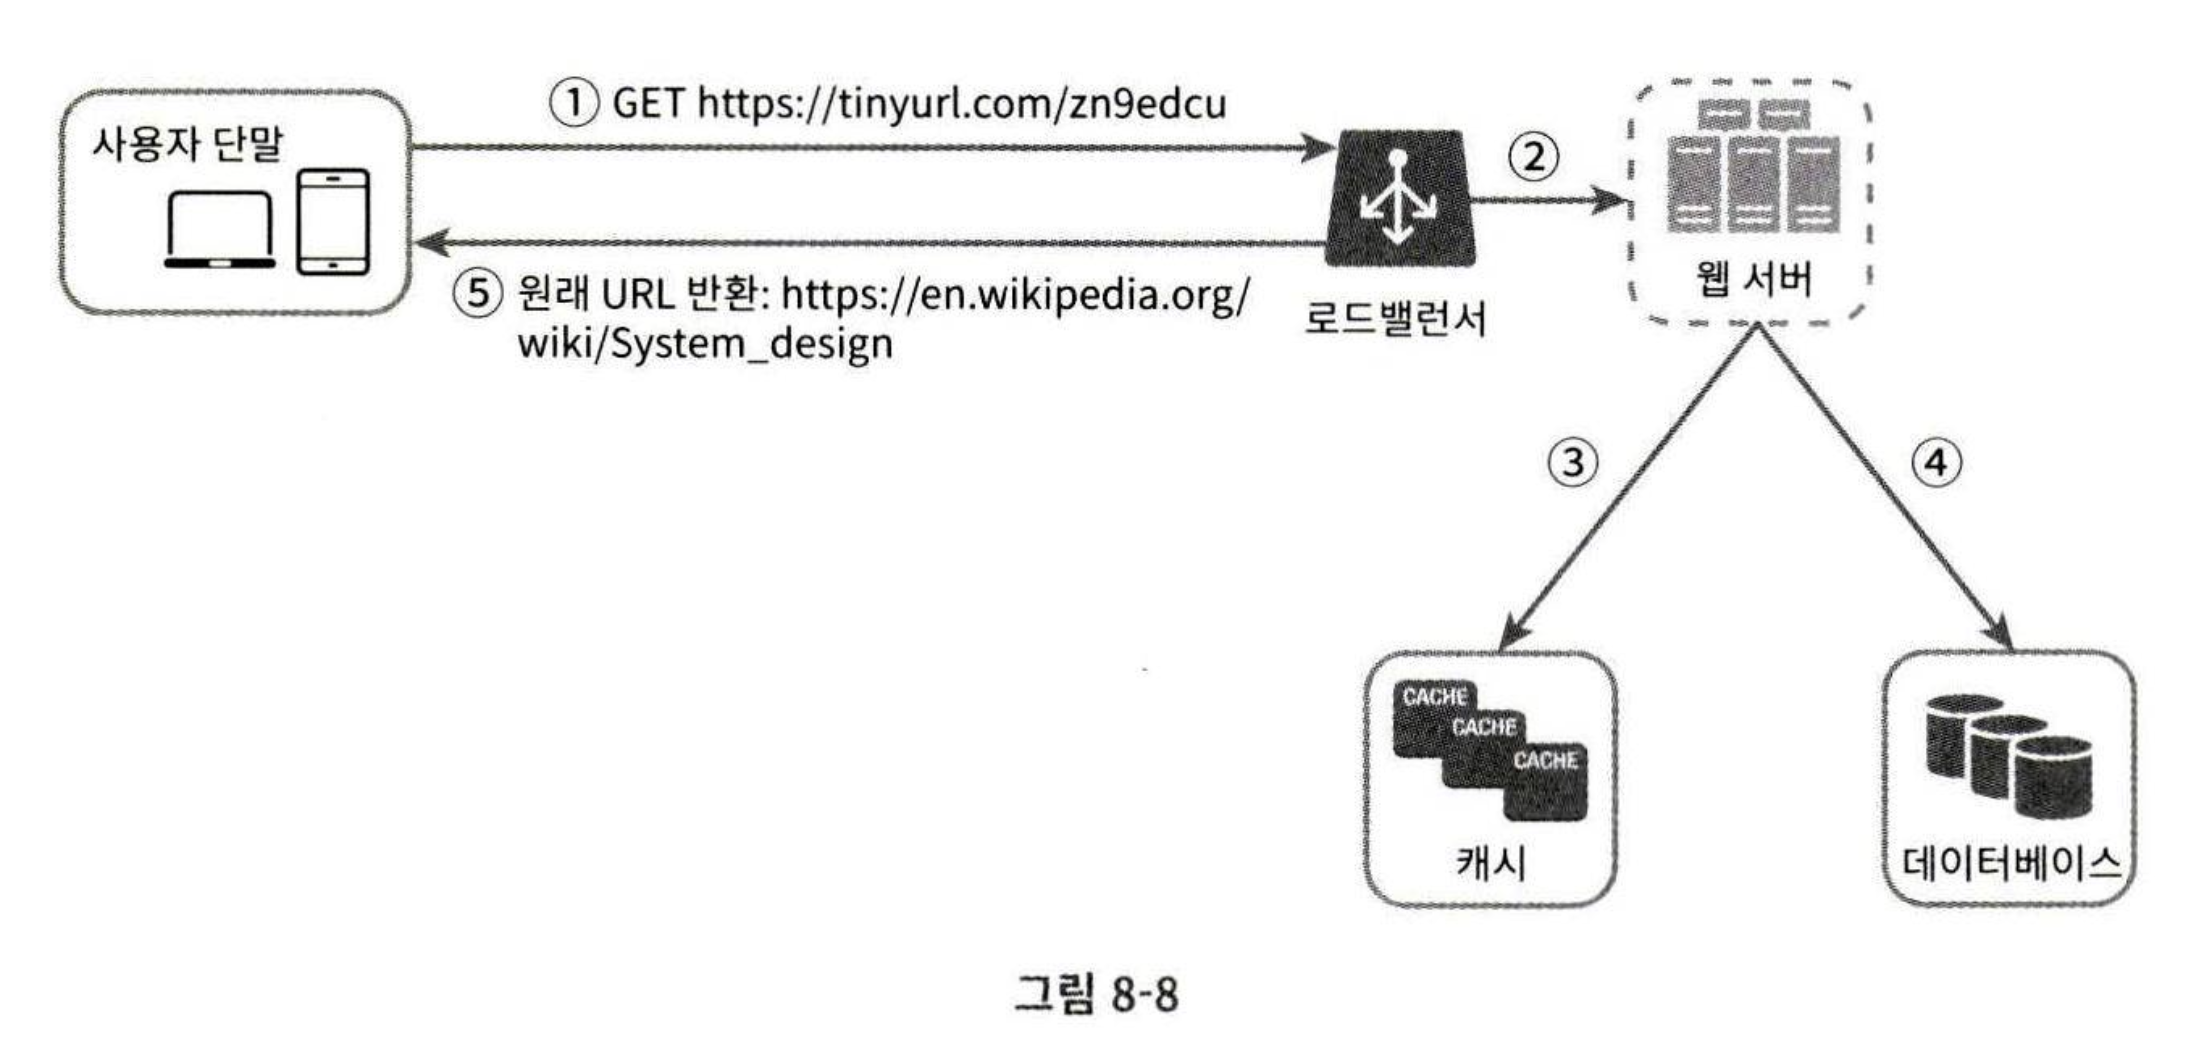 사용자 단말
① GET https://tinyurl.com/zn9edcu
②
⑤ 원래 URL 반환: https://en.wikipedia.org/
wiki/System_design
로드밸런서
웹 서버
③
④
CACHE
CACHE
CACHE
캐시
데이터베이스
그림 8-8